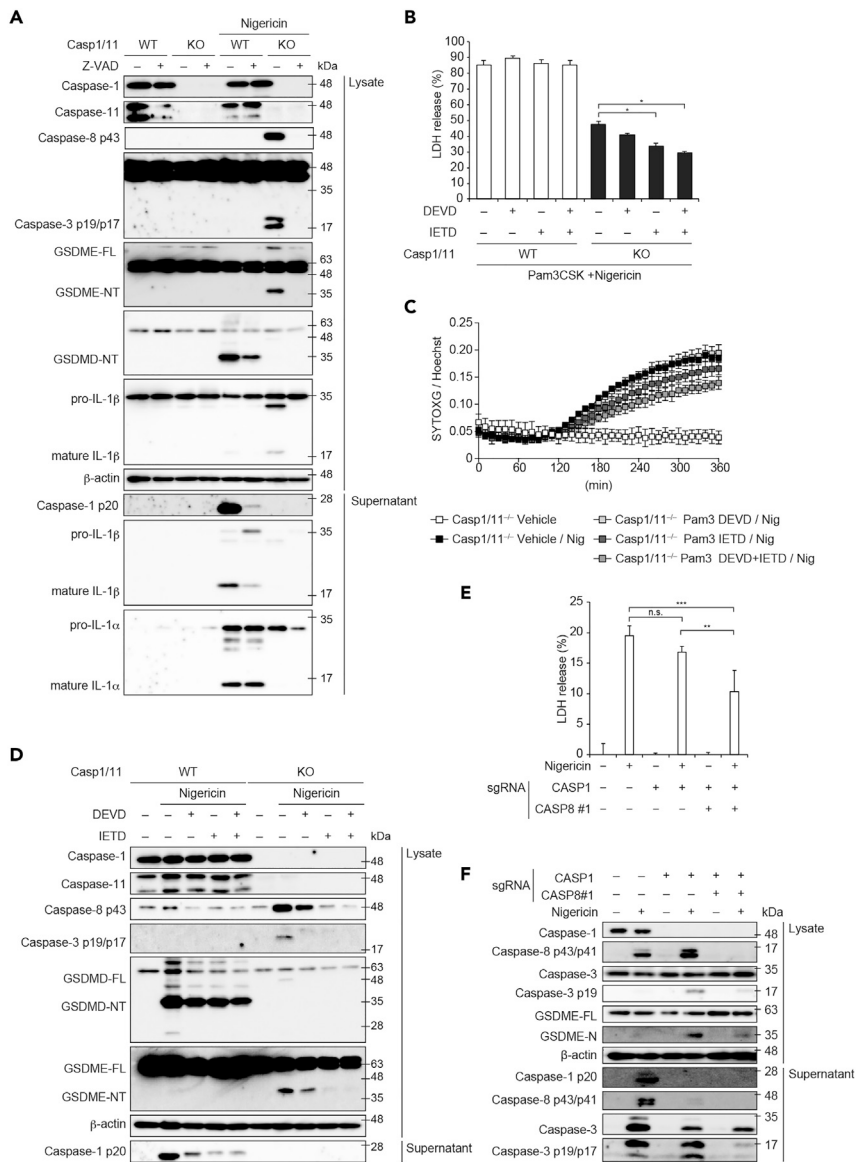 A
Nigericin
Casp1/11 WT KO WT KO
Z-VAD – + – + – + – + kDa
Caspase-1 48 Lysate
Caspase-11 48
Caspase-8 p43 48
48
35
Caspase-3 p19/p17 17
GSDME-FL 63
48
GSDME-NT 35
63
48
GSDMD-NT 35
pro-IL-1β 35
mature IL-1β 17
β-actin 48
Caspase-1 p20 28 Supernatant
pro-IL-1β 35
mature IL-1β 17
pro-IL-1α 35
mature IL-1α 17
B
LDH release (%)
100
90
80
70
60
50
40
30
20
10
0
* *
DEVD – + – + – + – +
IETD – – + + – – + +
Casp1/11 WT KO
Pam3CSK +Nigericin
C
SYTOXG / Hoechst
0.20
0.15
0.10
0.05
0
0 60 120 180 240 300 360
(min)
Casp1/11–/– Vehicle
Casp1/11–/– Vehicle / Nig
Casp1/11–/– Pam3 DEVD / Nig
Casp1/11–/– Pam3 IETD / Nig
Casp1/11–/– Pam3 DEVD+IETD / Nig
D
Casp1/11 WT KO
Nigericin Nigericin
DEVD – – + – + – – + – +
IETD – – – + + – – – + + kDa
Caspase-1 48 Lysate
Caspase-11 48
Caspase-8 p43 48
Caspase-3 p19/p17 17
GSDMD-FL 63
48
GSDMD-NT 35
28
GSDME-FL 63
48
GSDME-NT 35
β-actin 48
Caspase-1 p20 28 Supernatant
E
LDH release (%)
25
20
15
10
5
0
***
n.s.
**
Nigericin – + – + – +
sgRNA CASP1 – – + + + +
CASP8 #1 – – – – + +
F
sgRNA CASP1 – – + + + +
CASP8#1 – – – – + +
Nigericin – + – + – + kDa
Caspase-1 48 Lysate
Caspase-8 p43/p41 17
Caspase-3 35
Caspase-3 p19 17
GSDME-FL 63
GSDME-N 35
β-actin 48
Caspase-1 p20 28 Supernatant
Caspase-8 p43/p41 48
Caspase-3 35
Caspase-3 p19/p17 17